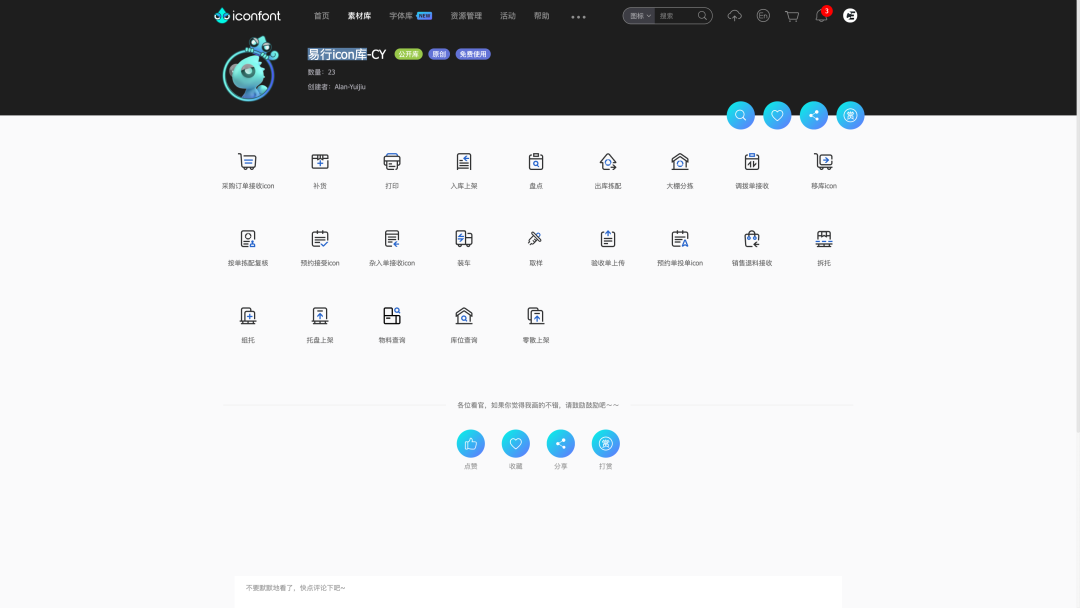 iconfont 首页 素材库 字体库 NEW 资源管理 活动 帮助 图标 搜索 En 3
易行icon库-CY 公开库 原创 免费使用
数量：23
创建者：Alan-Yuijiu
赏
采购订单接收icon 补货 打印 入库上架 盘点 出库拣配 大棚分拣 调拨单接收 移库icon
按单拣配复核 预约接受icon 杂入单接收icon 装车 取样 验收单上传 预约单投单icon 销售退料接收 拆托
组托 托盘上架 物料查询 库位查询 零散上架
各位看官，如果你觉得我画的不错，请鼓励鼓励吧～～
赏
点赞 收藏 分享 打赏
不要默默地看了，快点评论下吧~